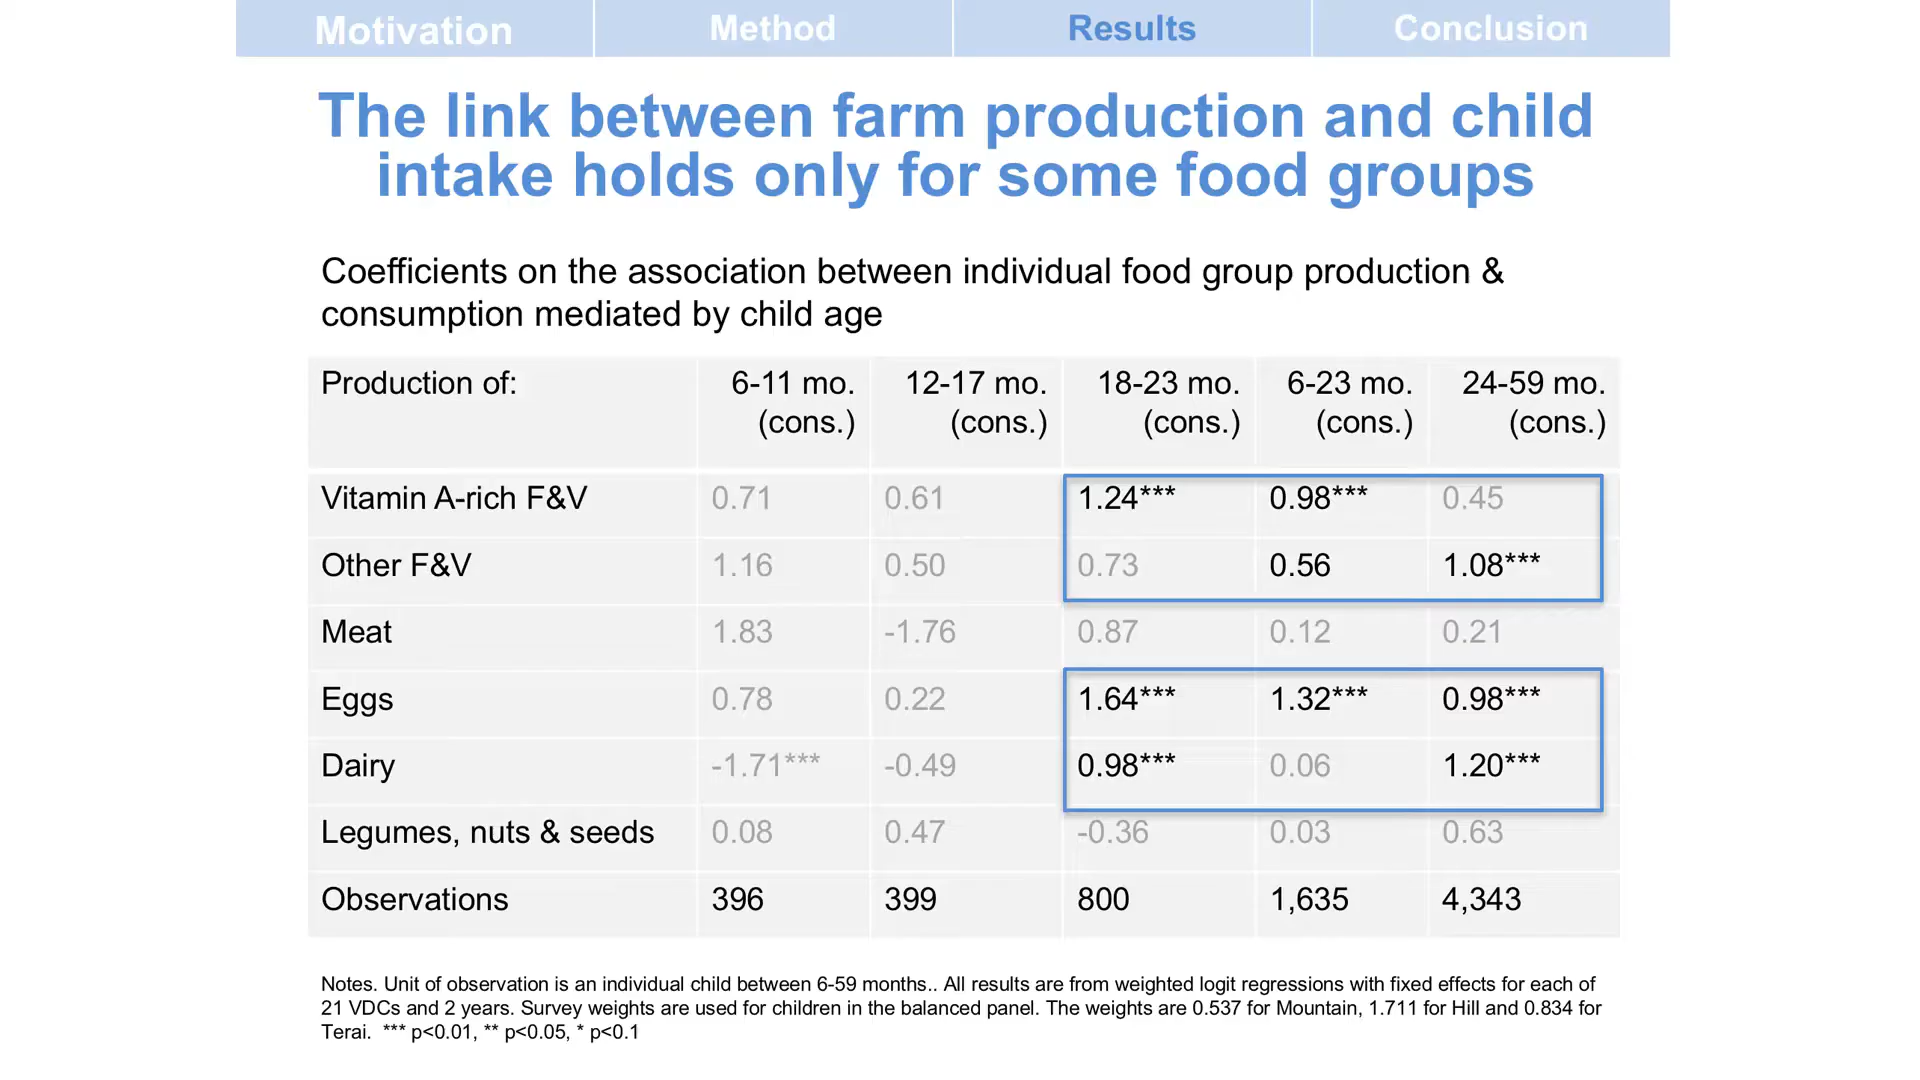 Motivation Method Results Conclusion
The link between farm production and child
intake holds only for some food groups
Coefficients on the association between individual food group production &
consumption mediated by child age
Production of: 6-11 mo. 12-17 mo. 18-23 mo. 6-23 mo. 24-59 mo.
(cons.) (cons.) (cons.) (cons.) (cons.)
Vitamin A-rich F&V 0.71 0.61 1.24*** 0.98*** 0.45
Other F&V 1.16 0.50 0.73 0.56 1.08***
Meat 1.83 -1.76 0.87 0.12 0.21
Eggs 0.78 0.22 1.64*** 1.32*** 0.98***
Dairy -1.71*** -0.49 0.98*** 0.06 1.20***
Legumes, nuts & seeds 0.08 0.47 -0.36 0.03 0.63
Observations 396 399 800 1,635 4,343
Notes. Unit of observation is an individual child between 6-59 months.. All results are from weighted logit regressions with fixed effects for each of
21 VDCs and 2 years. Survey weights are used for children in the balanced panel. The weights are 0.537 for Mountain, 1.711 for Hill and 0.834 for
Terai. *** p<0.01, ** p<0.05, * p<0.1